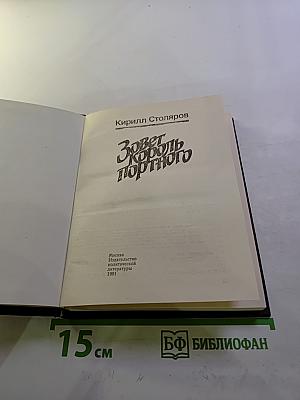 Кирилл Столяров
Зовет
король
портного
Москва
Издательство
политической
литературы
1991
15 см
БФ БИБЛИОФАН